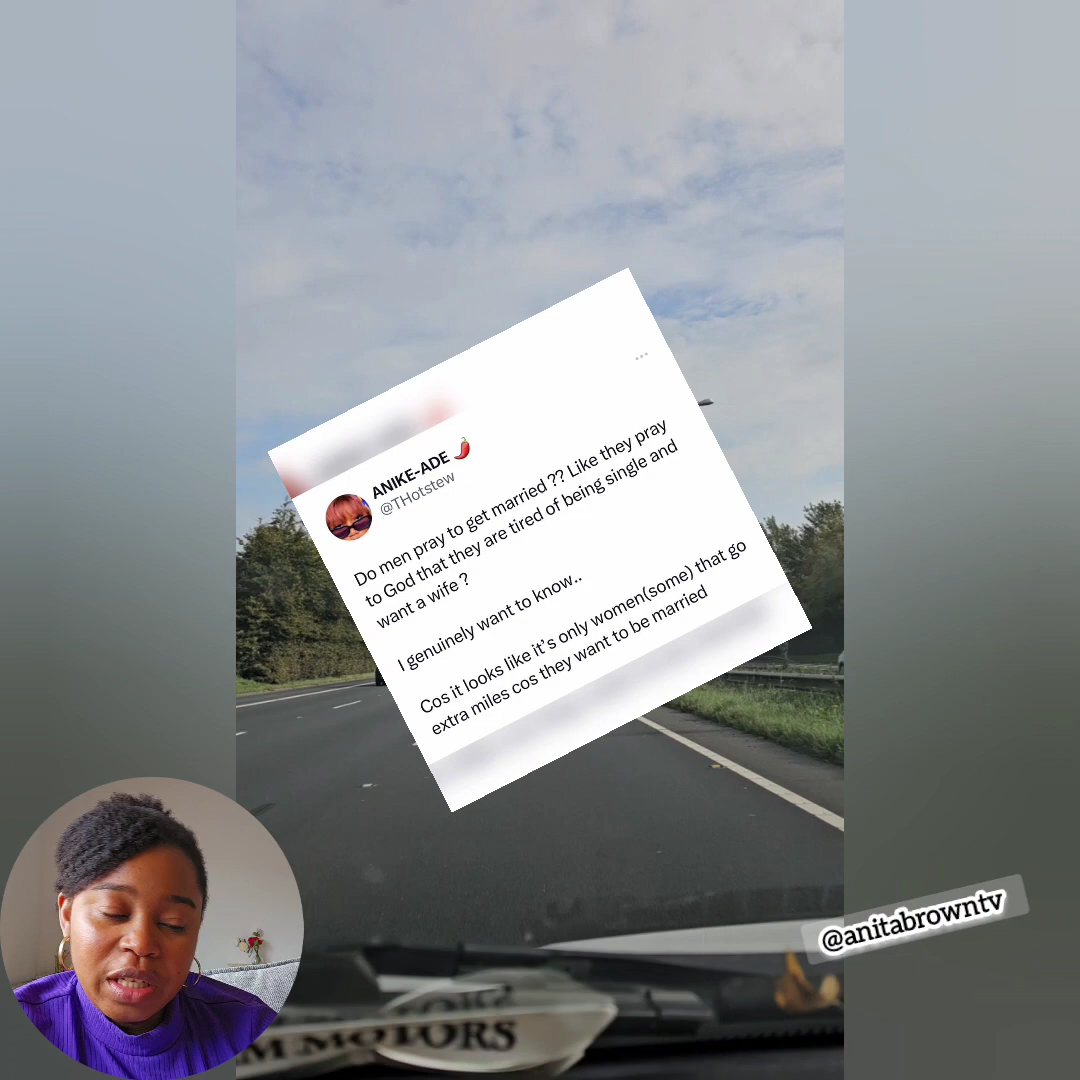 ANIKE-ADE 🌶️
@THotstew
Do men pray to get married ?? Like they pray
to God that they are tired of being single and
want a wife ?
I genuinely want to know..
Cos it looks like it's only women(some) that go
extra miles cos they want to be married
@anitabrowntv
M MOTORS